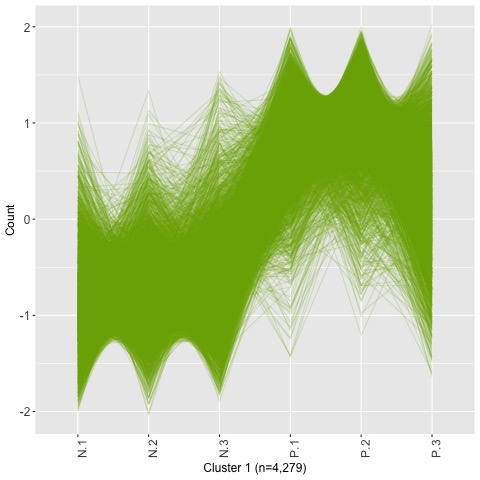 2
1
0
-1
-2
Count
N.1
N.2
N.3
P.1
P.2
P.3
Cluster 1 (n=4,279)